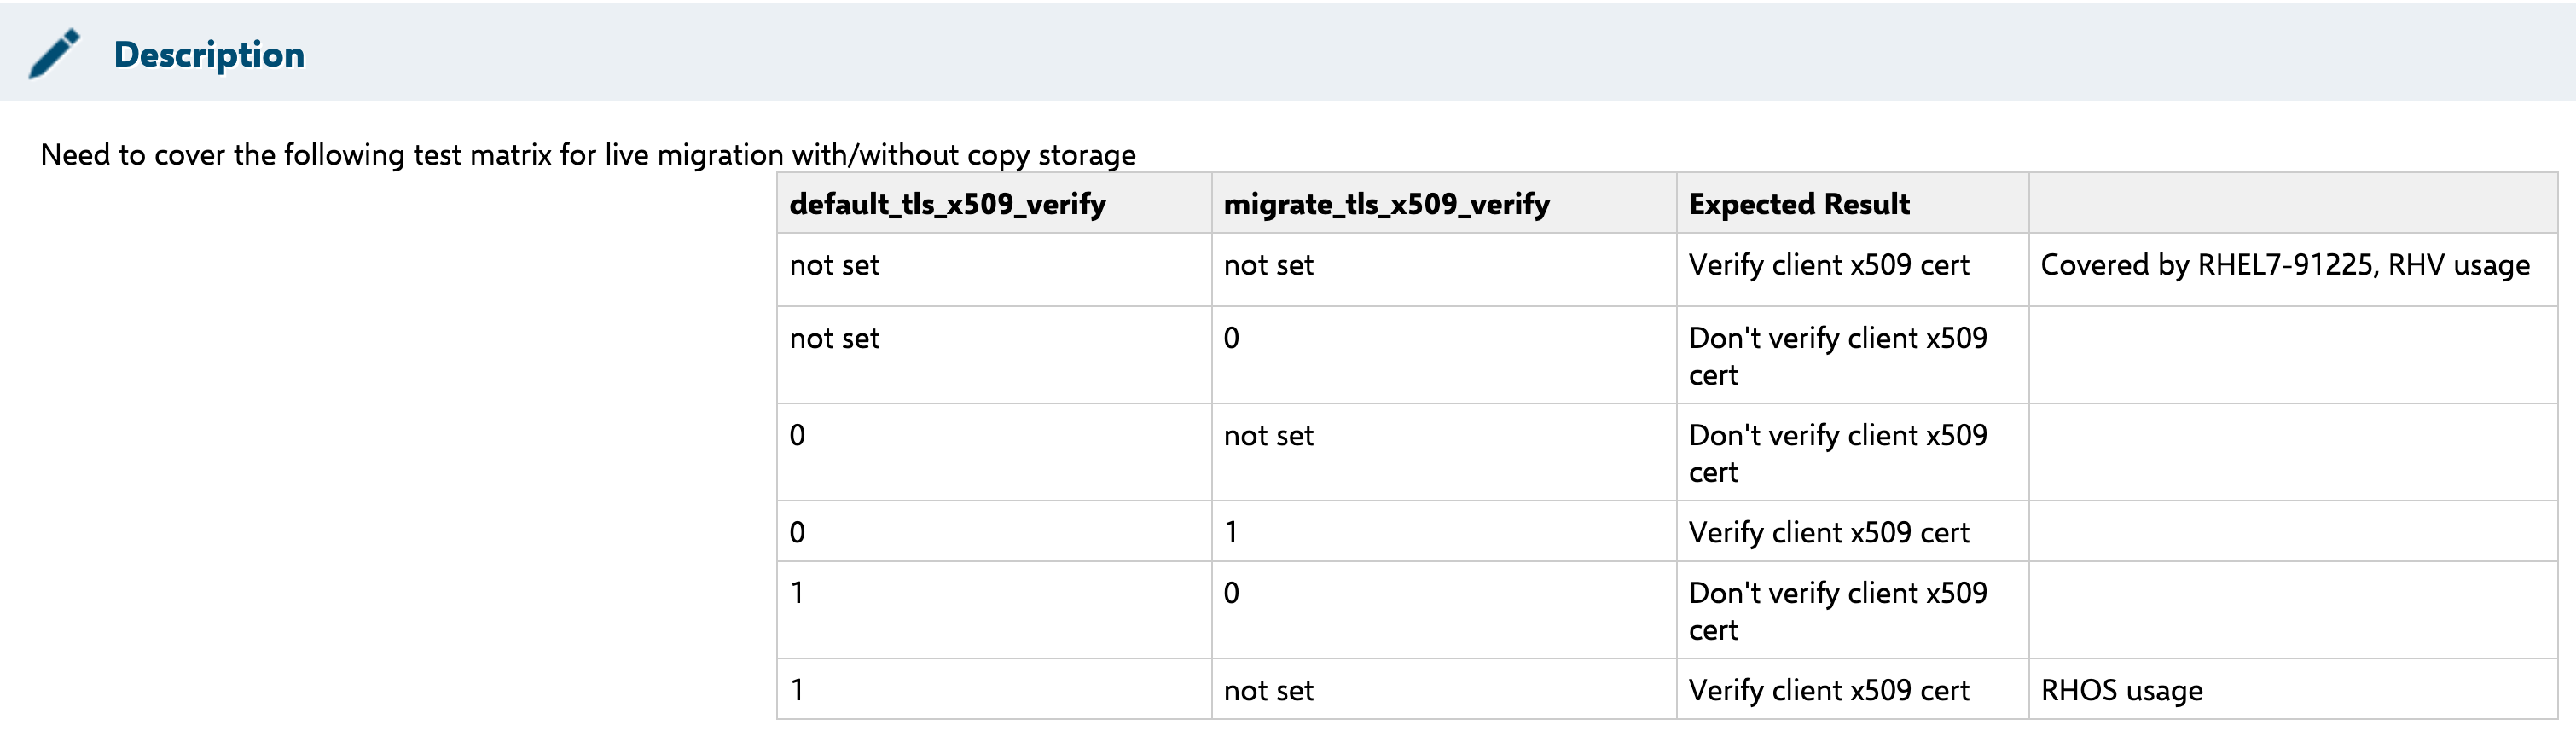 Description
Need to cover the following test matrix for live migration with/without copy storage
default_tls_x509_verify migrate_tls_x509_verify Expected Result
not set not set Verify client x509 cert Covered by RHEL7-91225, RHV usage
not set 0 Don't verify client x509
cert
0 not set Don't verify client x509
cert
0 1 Verify client x509 cert
1 0 Don't verify client x509
cert
1 not set Verify client x509 cert RHOS usage